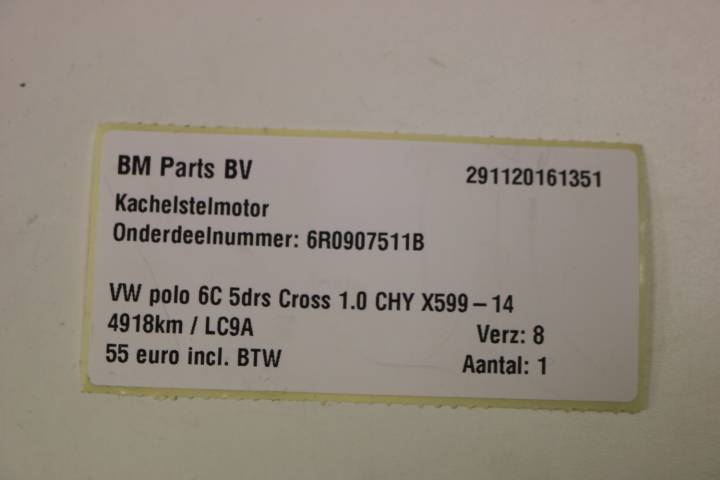 BM Parts BV 291120161351
Kachelstelmotor
Onderdeelnummer: 6R0907511B
VW polo 6C 5drs Cross 1.0 CHY X599-14
4918km / LC9A Verz: 8
55 euro incl. BTW Aantal: 1